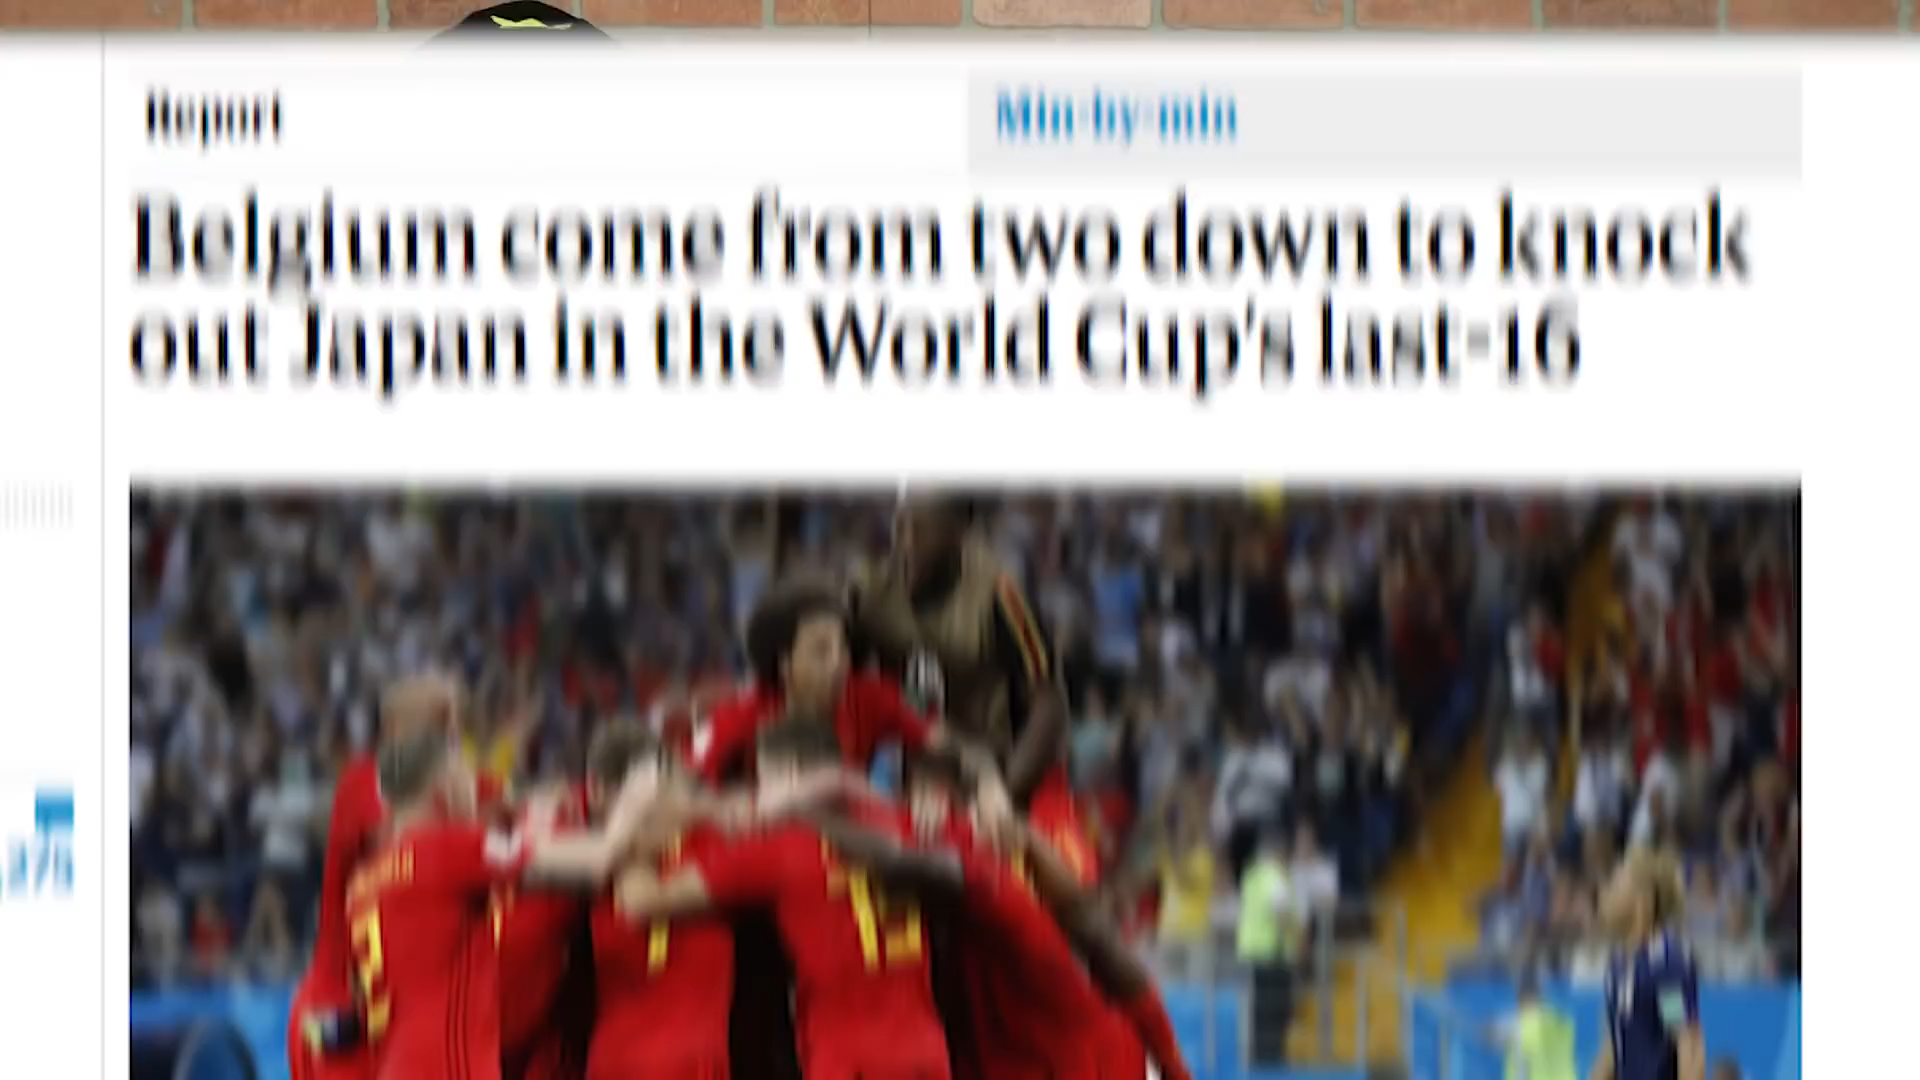 Report
Min-by-min
Belgium come from two down to knock
out Japan in the World Cup's last-16
7